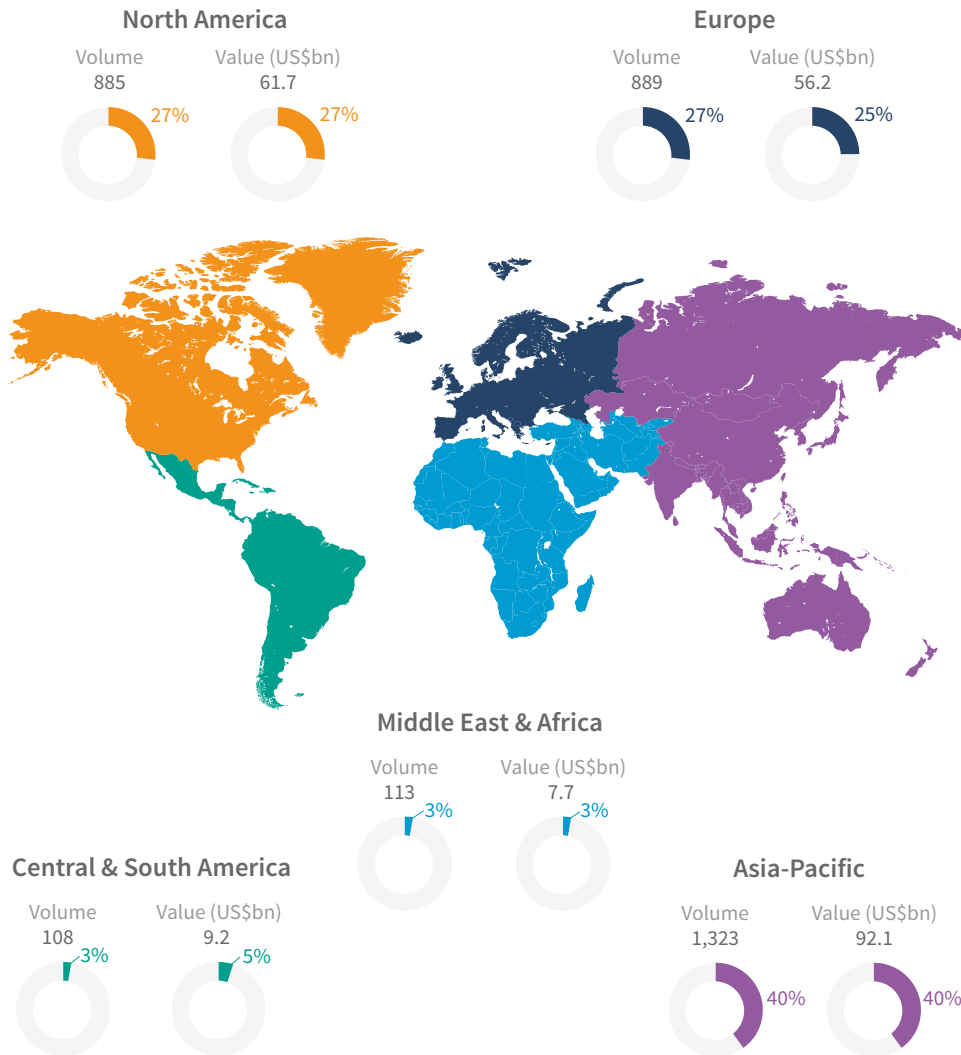 North America
Volume Value (US$bn)
885 61.7
27% 27%
Europe
Volume Value (US$bn)
889 56.2
27% 25%
Middle East & Africa
Volume Value (US$bn)
113 7.7
3% 3%
Central & South America
Volume Value (US$bn)
108 9.2
3% 5%
Asia-Pacific
Volume Value (US$bn)
1,323 92.1
40% 40%